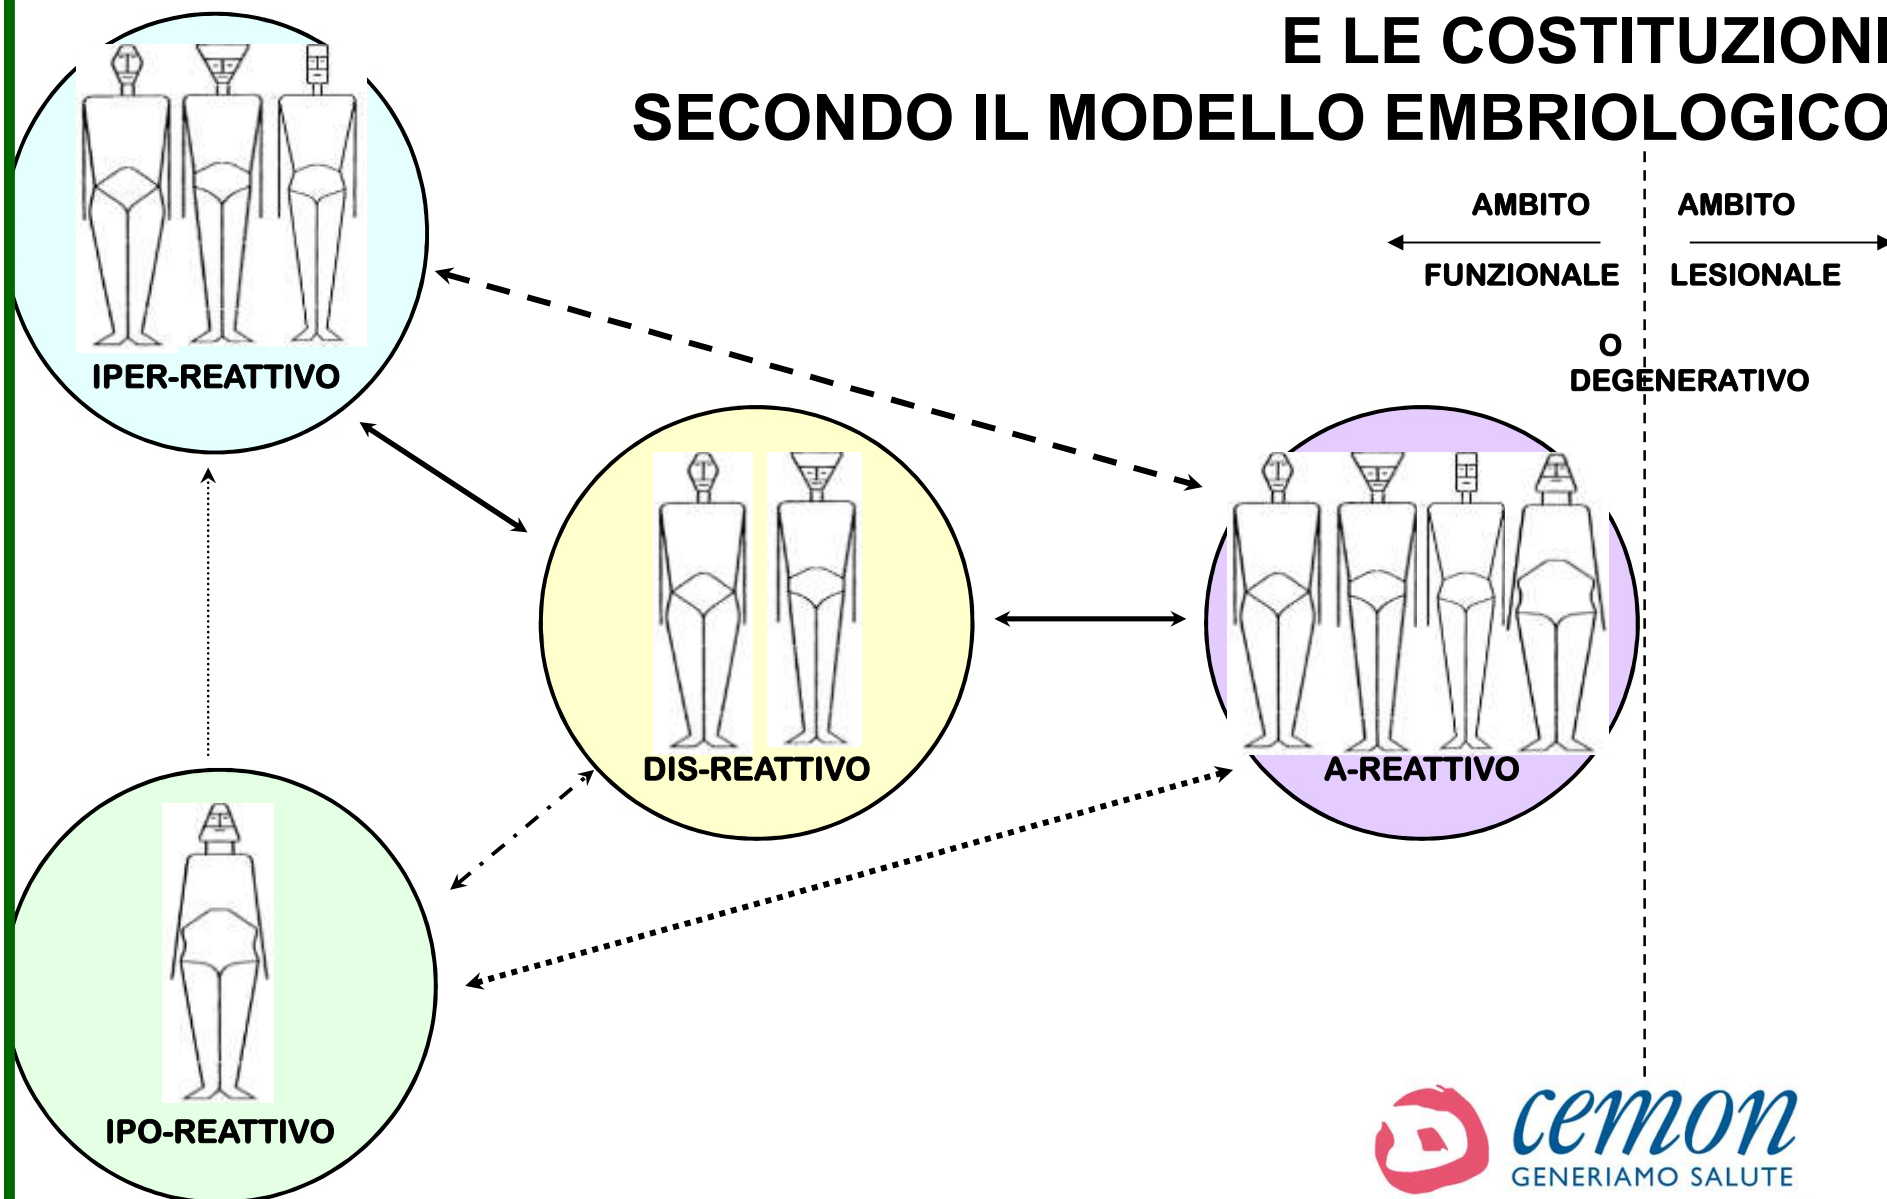 E LE COSTITUZIONI
SECONDO IL MODELLO EMBRIOLOGICO
AMBITO
FUNZIONALE
AMBITO
LESIONALE
O
DEGENERATIVO
IPER-REATTIVO
DIS-REATTIVO
A-REATTIVO
IPO-REATTIVO
cemon
GENERIAMO SALUTE